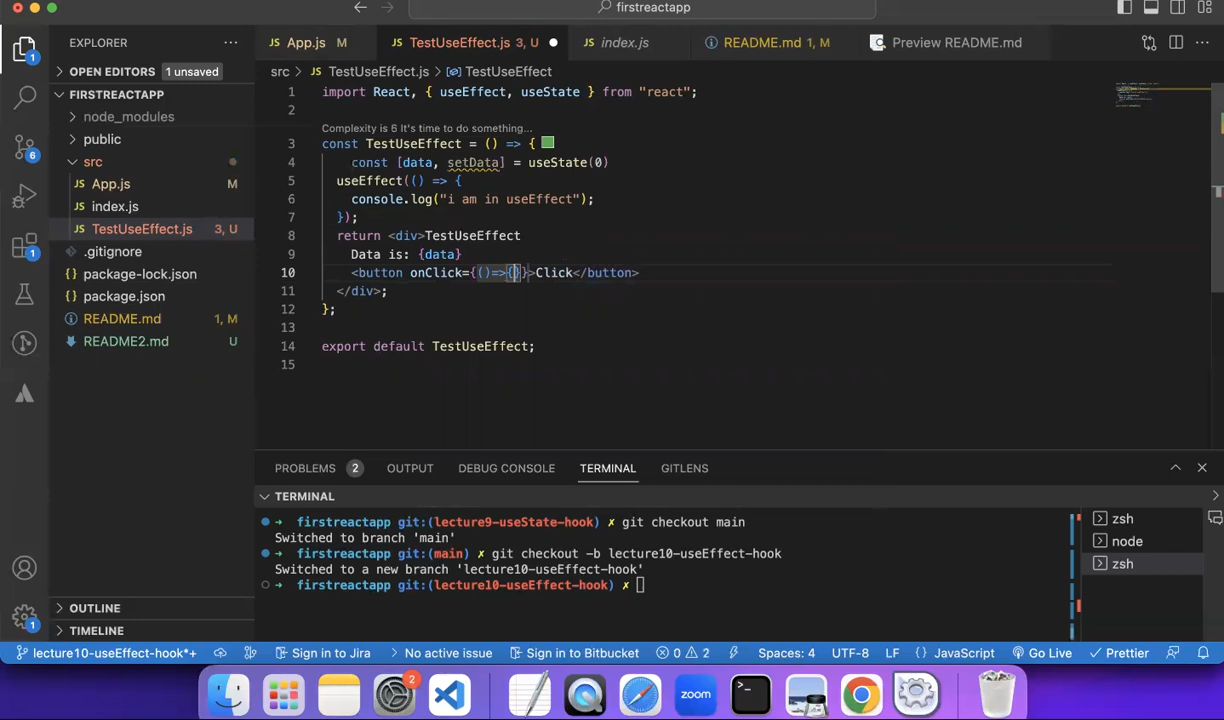 firstreactapp
EXPLORER
App.js M
TestUseEffect.js 3, U
index.js
README.md 1, M
Preview README.md
OPEN EDITORS 1 unsaved
src > TestUseEffect.js > TestUseEffect
FIRSTREACTAPP
node_modules
public
src
App.js M
index.js
TestUseEffect.js 3, U
.gitignore
package-lock.json
package.json
README.md 1, M
README2.md U
OUTLINE
TIMELINE
1 import React, { useEffect, useState } from "react";
2
Complexity is 6 It's time to do something...
3 const TestUseEffect = () => {
4 const [data, setData] = useState(0)
5 useEffect(() => {
6 console.log("i am in useEffect");
7 });
8 return <div>TestUseEffect
9 Data is: {data}
10 <button onClick={()=>{}}>Click</button>
11 </div>;
12 };
13
14 export default TestUseEffect;
15
PROBLEMS 2 OUTPUT DEBUG CONSOLE TERMINAL GITLENS
TERMINAL
→ firstreactapp git:(lecture9-useState-hook) ✗ git checkout main
Switched to branch 'main'
→ firstreactapp git:(main) ✗ git checkout -b lecture10-useEffect-hook
Switched to a new branch 'lecture10-useEffect-hook'
→ firstreactapp git:(lecture10-useEffect-hook) ✗
zsh
node
zsh
1
6
1
1
lecture10-useEffect-hook*+ Sign in to Jira No active issue Sign in to Bitbucket 0 2 Spaces: 4 UTF-8 LF {} JavaScript Go Live Prettier
2
zoom